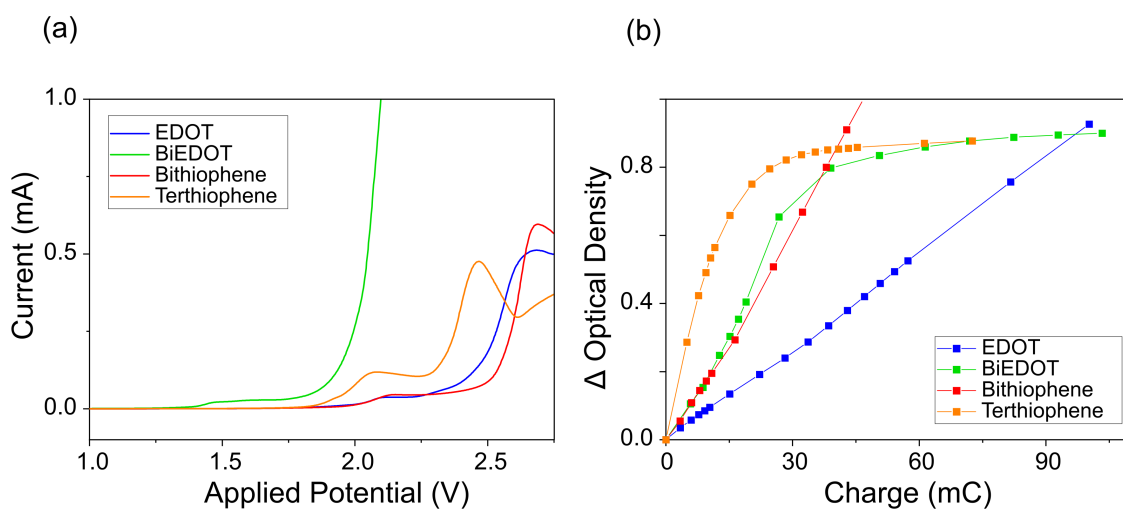 (a)
1.0
0.5
0.0
Current (mA)
EDOT
BiEDOT
Bithiophene
Terthiophene
1.0
1.5
2.0
2.5
Applied Potential (V)
(b)
0.8
0.4
0.0
Δ Optical Density
EDOT
BiEDOT
Bithiophene
Terthiophene
0
30
60
90
Charge (mC)